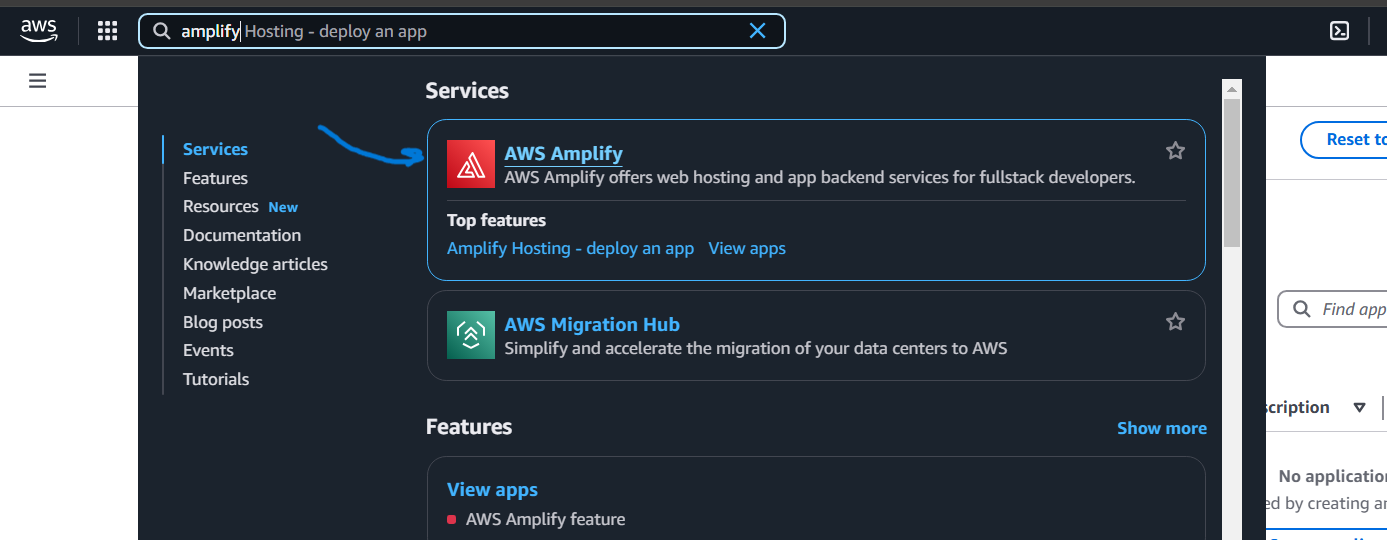 aws
amplify Hosting - deploy an app
Services
Services
Features
Resources New
Documentation
Knowledge articles
Marketplace
Blog posts
Events
Tutorials
AWS Amplify
AWS Amplify offers web hosting and app backend services for fullstack developers.
Top features
Amplify Hosting - deploy an app View apps
AWS Migration Hub
Simplify and accelerate the migration of your data centers to AWS
Features
Show more
View apps
AWS Amplify feature
Reset to
Find app
scription
No application
ed by creating an